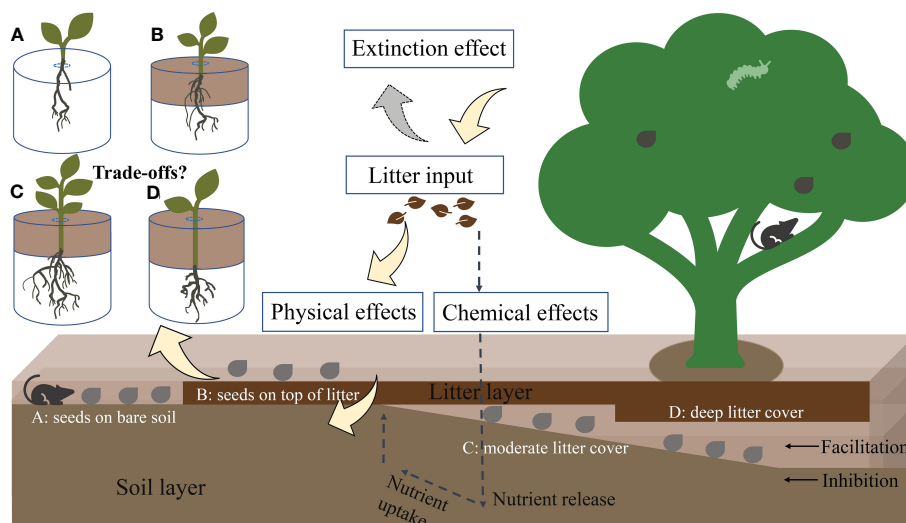 A
B
Extinction effect
Trade-offs?
C
D
Litter input
Physical effects
Chemical effects
Litter layer
B: seeds on top of litter
A: seeds on bare soil
D: deep litter cover
C: moderate litter cover
Facilitation
Inhibition
Soil layer
Nutrient
uptake
Nutrient release